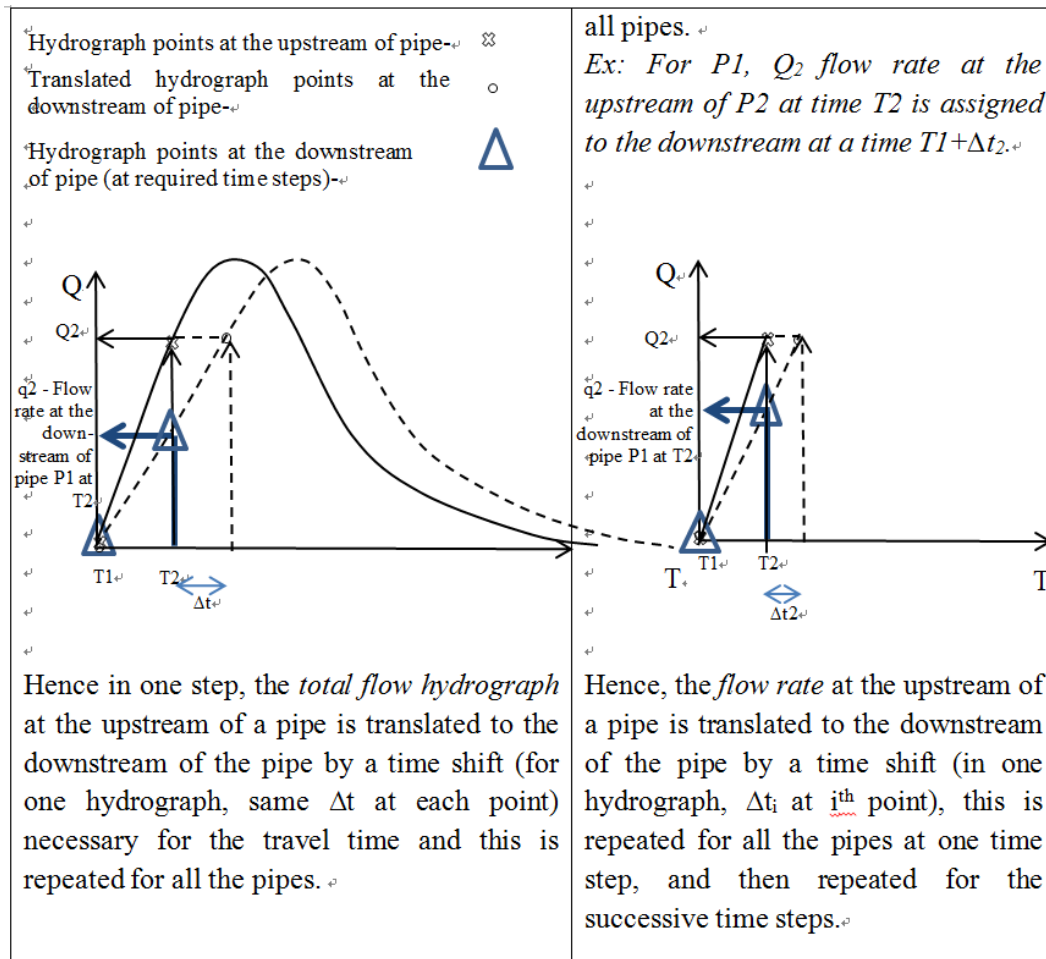 Hydrograph points at the upstream of pipe-
Translated hydrograph points at the
downstream of pipe-
Hydrograph points at the downstream
of pipe (at required time steps)-
Q
Q2
q2 - Flow
rate at the
down-
stream of
pipe P1 at
T2
T1
T2
Δt
T
Hence in one step, the total flow hydrograph
at the upstream of a pipe is translated to the
downstream of the pipe by a time shift (for
one hydrograph, same Δt at each point)
necessary for the travel time and this is
repeated for all the pipes.
all pipes.
Ex: For P1, Q2 flow rate at the
upstream of P2 at time T2 is assigned
to the downstream at a time T1+Δt2.
Q
Q2
q2 - Flow rate
at the
downstream of
pipe P1 at T2
T1
T2
Δt2
T
Hence, the flow rate at the upstream of
a pipe is translated to the downstream
of the pipe by a time shift (in one
hydrograph, Δti at ith point), this is
repeated for all the pipes at one time
step, and then repeated for the
successive time steps.